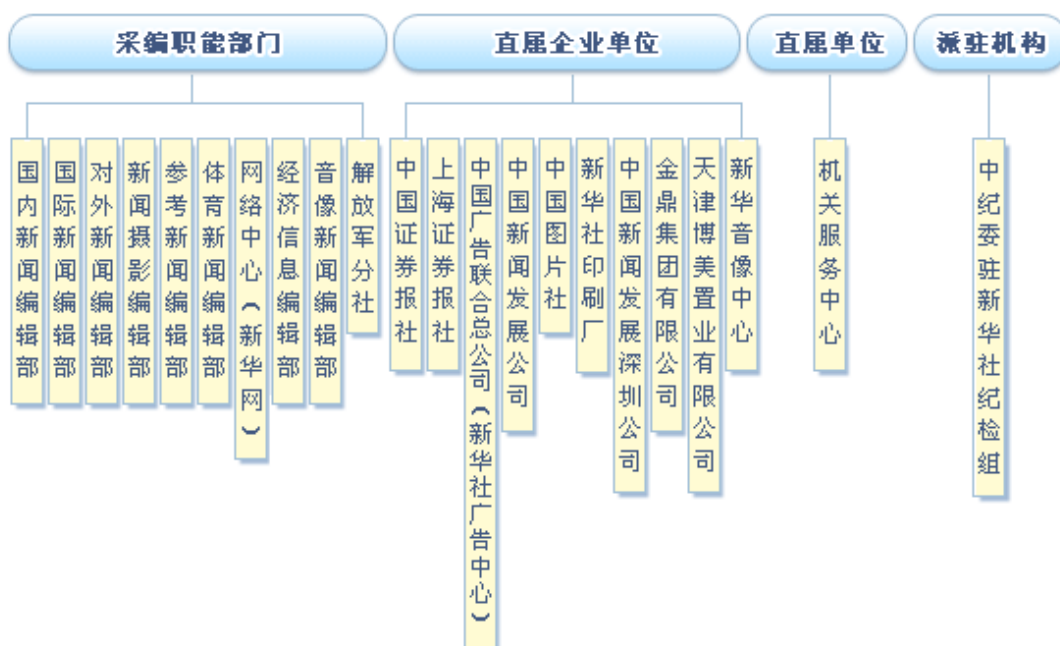 采编职能部门
直属企业单位
直属单位
派驻机构
国内新闻编辑部
国际新闻编辑部
对外新闻编辑部
新闻摄影编辑部
参考新闻编辑部
体育新闻编辑部
网络中心（新华网）
经济信息编辑部
音像新闻编辑部
解放军分社
中国证券报社
上海证券报社
中国广告联合总公司（新华社广告中心）
中国新闻发展公司
中国图片社
新华社印刷厂
中国新闻发展深圳公司
金鼎集团有限公司
天津博美置业有限公司
新华音像中心
机关服务中心
中纪委驻新华社纪检组